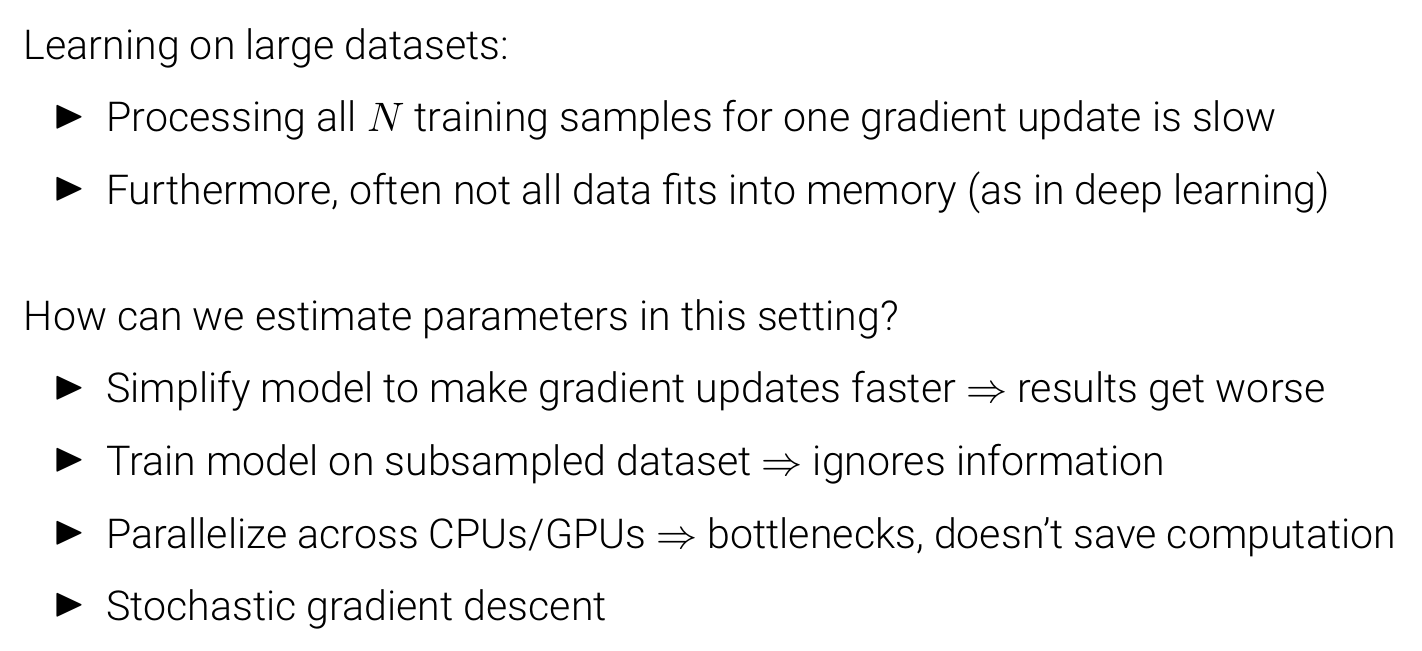 Learning on large datasets:
► Processing all N training samples for one gradient update is slow
► Furthermore, often not all data fits into memory (as in deep learning)
How can we estimate parameters in this setting?
► Simplify model to make gradient updates faster ⇒ results get worse
► Train model on subsampled dataset ⇒ ignores information
► Parallelize across CPUs/GPUs ⇒ bottlenecks, doesn’t save computation
► Stochastic gradient descent